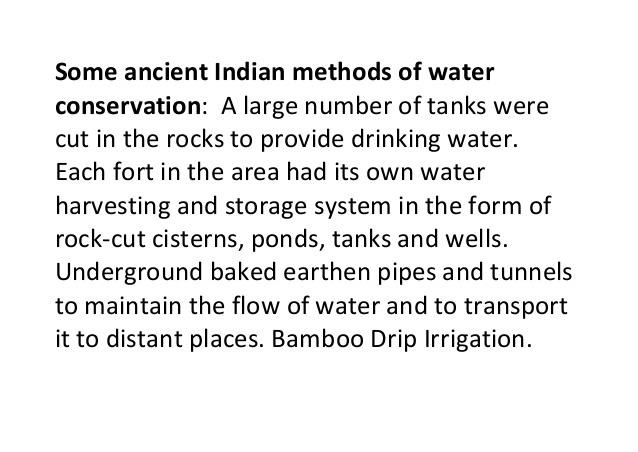 Some ancient Indian methods of water
conservation:  A large number of tanks were
cut in the rocks to provide drinking water.
Each fort in the area had its own water
harvesting and storage system in the form of
rock-cut cisterns, ponds, tanks and wells.
Underground baked earthen pipes and tunnels
to maintain the flow of water and to transport
it to distant places. Bamboo Drip Irrigation.